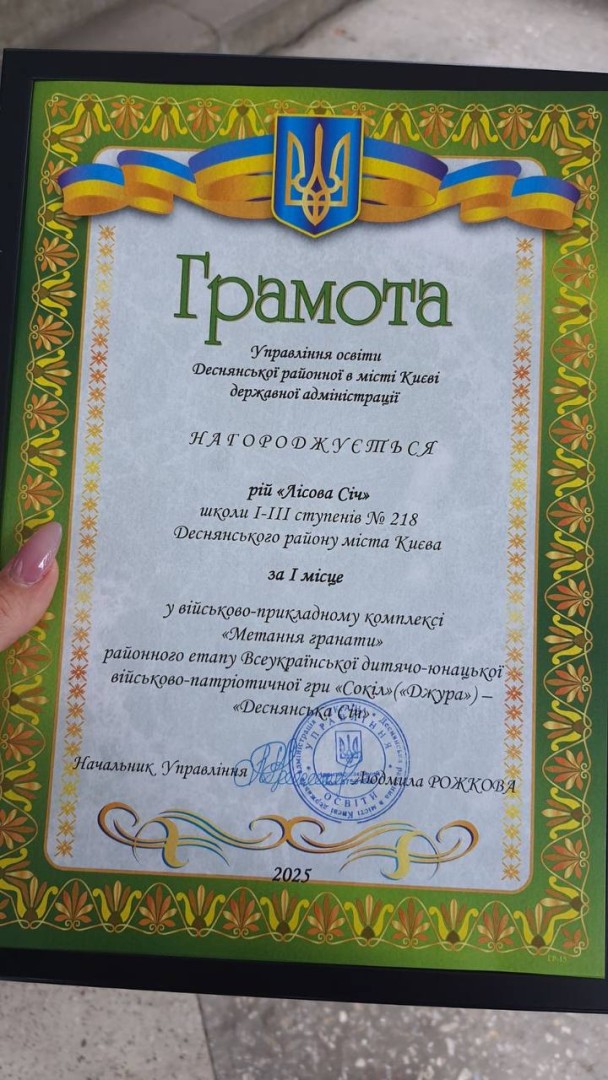 Грамота
Управління освіти
Деснянської районної в місті Києві
державної адміністрації
НАГОРОДЖУЄТЬСЯ
рій «Лісова Січ»
школи І-ІІІ ступенів № 218
Деснянського району міста Києва
за І місце
у військово-прикладному комплексі
«Метання гранати»
районного етапу Всеукраїнської дитячо-юнацької
військово-патріотичної гри «Сокіл»(«Джура») –
«Деснянська Січ»
Начальник Управління
Людмила РОЖКОВА
УПРАВЛІННЯ
ОСВІТИ
2025